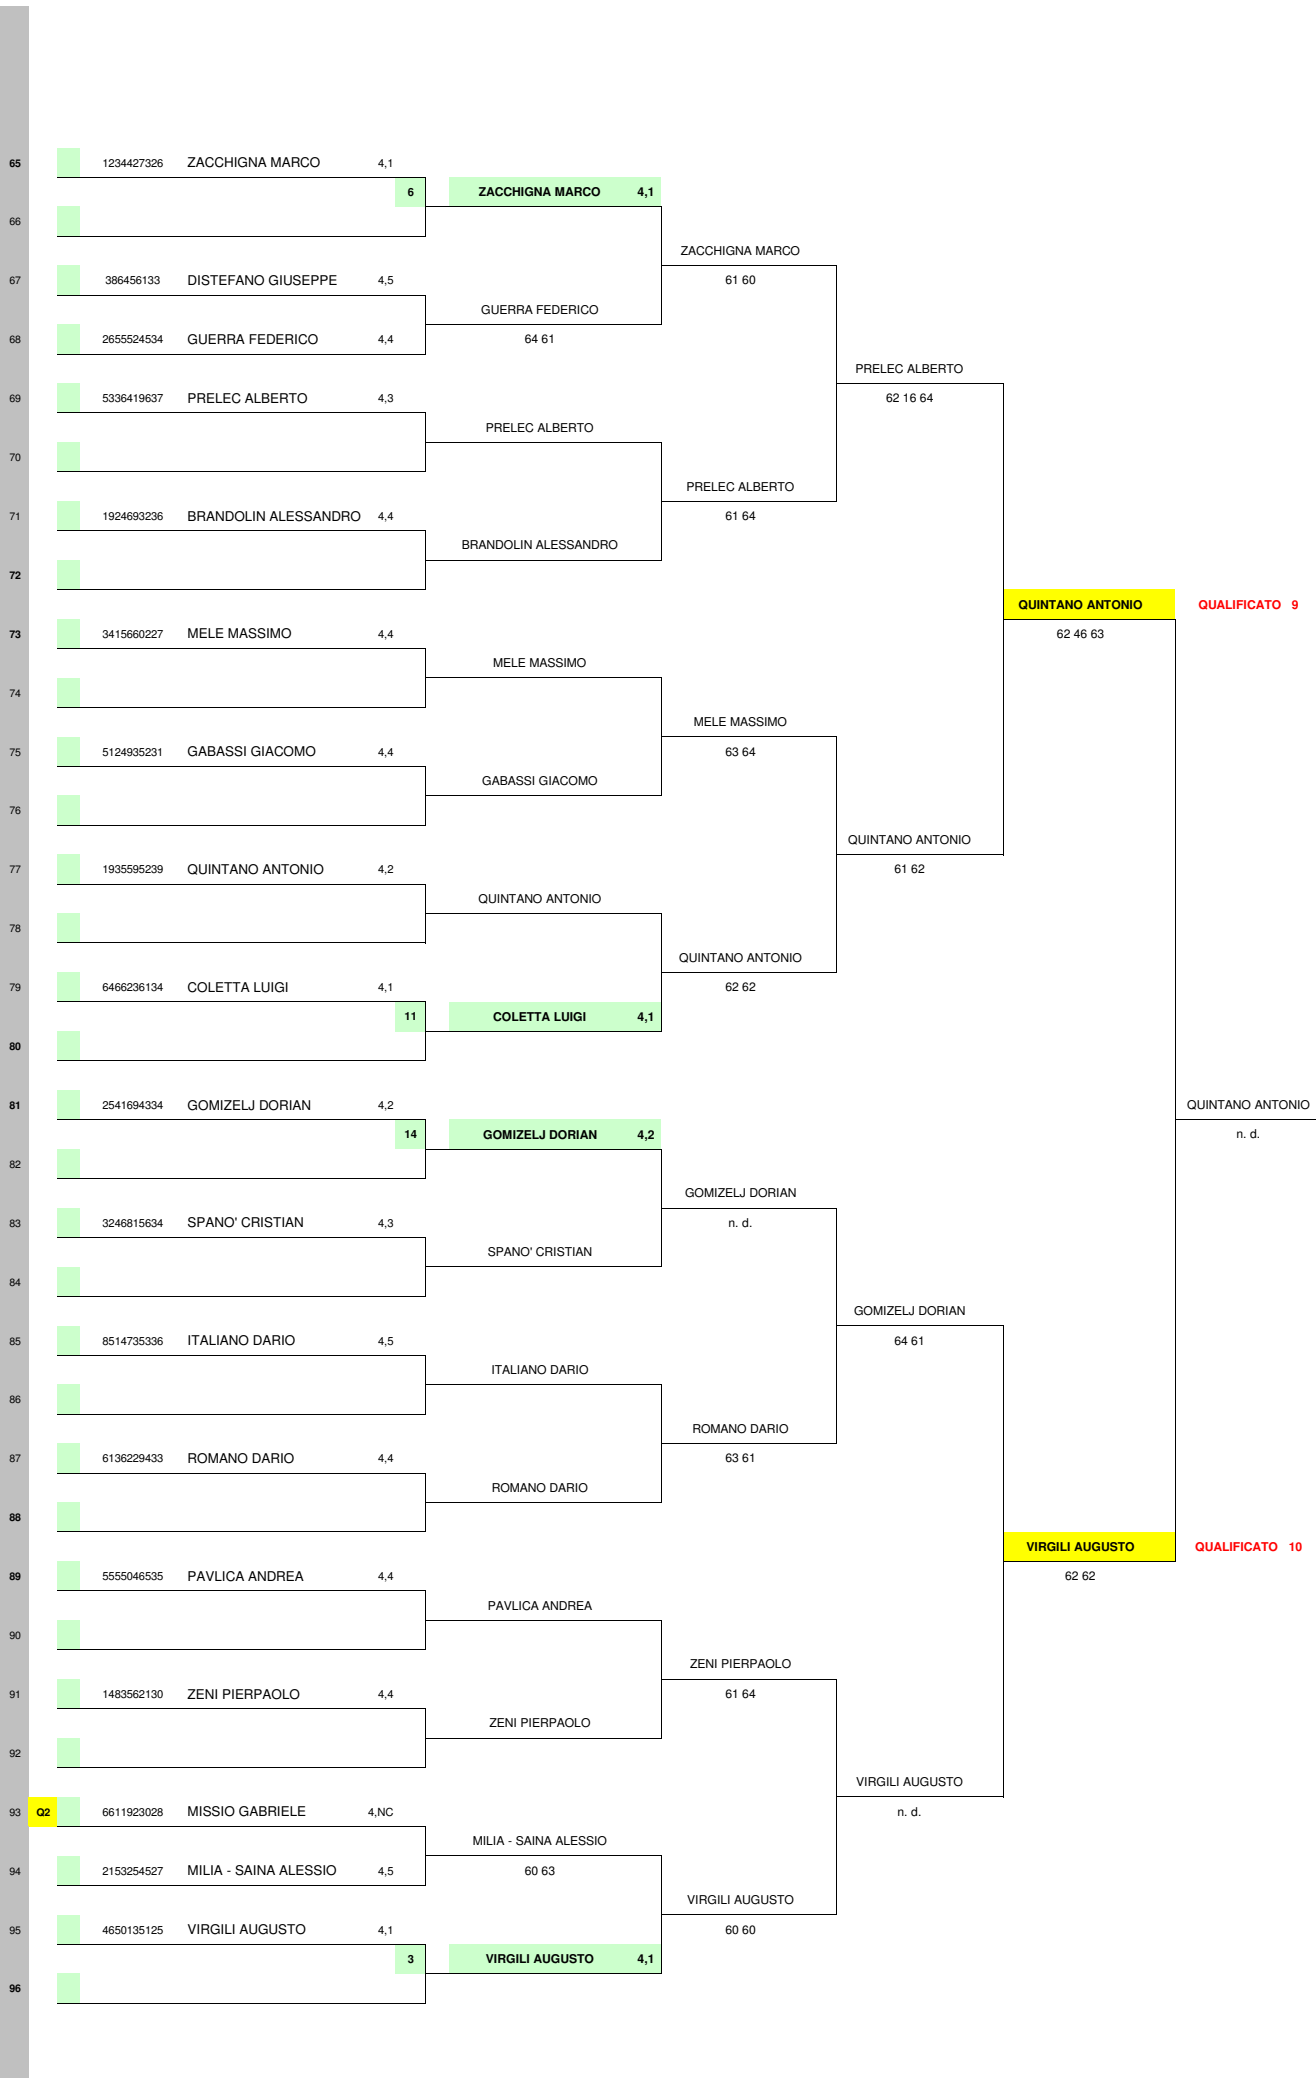 65 1234427326 ZACCHIGNA MARCO 4,1
6 ZACCHIGNA MARCO 4,1
66
ZACCHIGNA MARCO
67 386456133 DISTEFANO GIUSEPPE 4,5 61 60
GUERRA FEDERICO
68 2655524534 GUERRA FEDERICO 4,4 64 61
PRELEC ALBERTO
69 5336419637 PRELEC ALBERTO 4,3 62 16 64
PRELEC ALBERTO
70
PRELEC ALBERTO
71 1924693236 BRANDOLIN ALESSANDRO 4,4 61 64
BRANDOLIN ALESSANDRO
72
QUINTANO ANTONIO QUALIFICATO 9
73 3415660227 MELE MASSIMO 4,4 62 46 63
MELE MASSIMO
74
MELE MASSIMO
75 5124935231 GABASSI GIACOMO 4,4 63 64
GABASSI GIACOMO
76
QUINTANO ANTONIO
77 1935595239 QUINTANO ANTONIO 4,2 61 62
QUINTANO ANTONIO
78
QUINTANO ANTONIO
79 6466236134 COLETTA LUIGI 4,1 62 62
11 COLETTA LUIGI 4,1
80
81 2541694334 GOMIZELJ DORIAN 4,2 QUINTANO ANTONIO
14 GOMIZELJ DORIAN 4,2 n. d.
82
GOMIZELJ DORIAN
83 3246815634 SPANO' CRISTIAN 4,3 n. d.
SPANO' CRISTIAN
84
GOMIZELJ DORIAN
85 8514735336 ITALIANO DARIO 4,5 64 61
ITALIANO DARIO
86
ROMANO DARIO
87 6136229433 ROMANO DARIO 4,4 63 61
ROMANO DARIO
88
VIRGILI AUGUSTO QUALIFICATO 10
89 5555046535 PAVLICA ANDREA 4,4 62 62
PAVLICA ANDREA
90
ZENI PIERPAOLO
91 1483562130 ZENI PIERPAOLO 4,4 61 64
ZENI PIERPAOLO
92
VIRGILI AUGUSTO
93 Q2 6611923028 MISSIO GABRIELE 4,NC n. d.
MILIA - SAINA ALESSIO
94 2153254527 MILIA - SAINA ALESSIO 4,5 60 63
VIRGILI AUGUSTO
95 4650135125 VIRGILI AUGUSTO 4,1 60 60
3 VIRGILI AUGUSTO 4,1
96